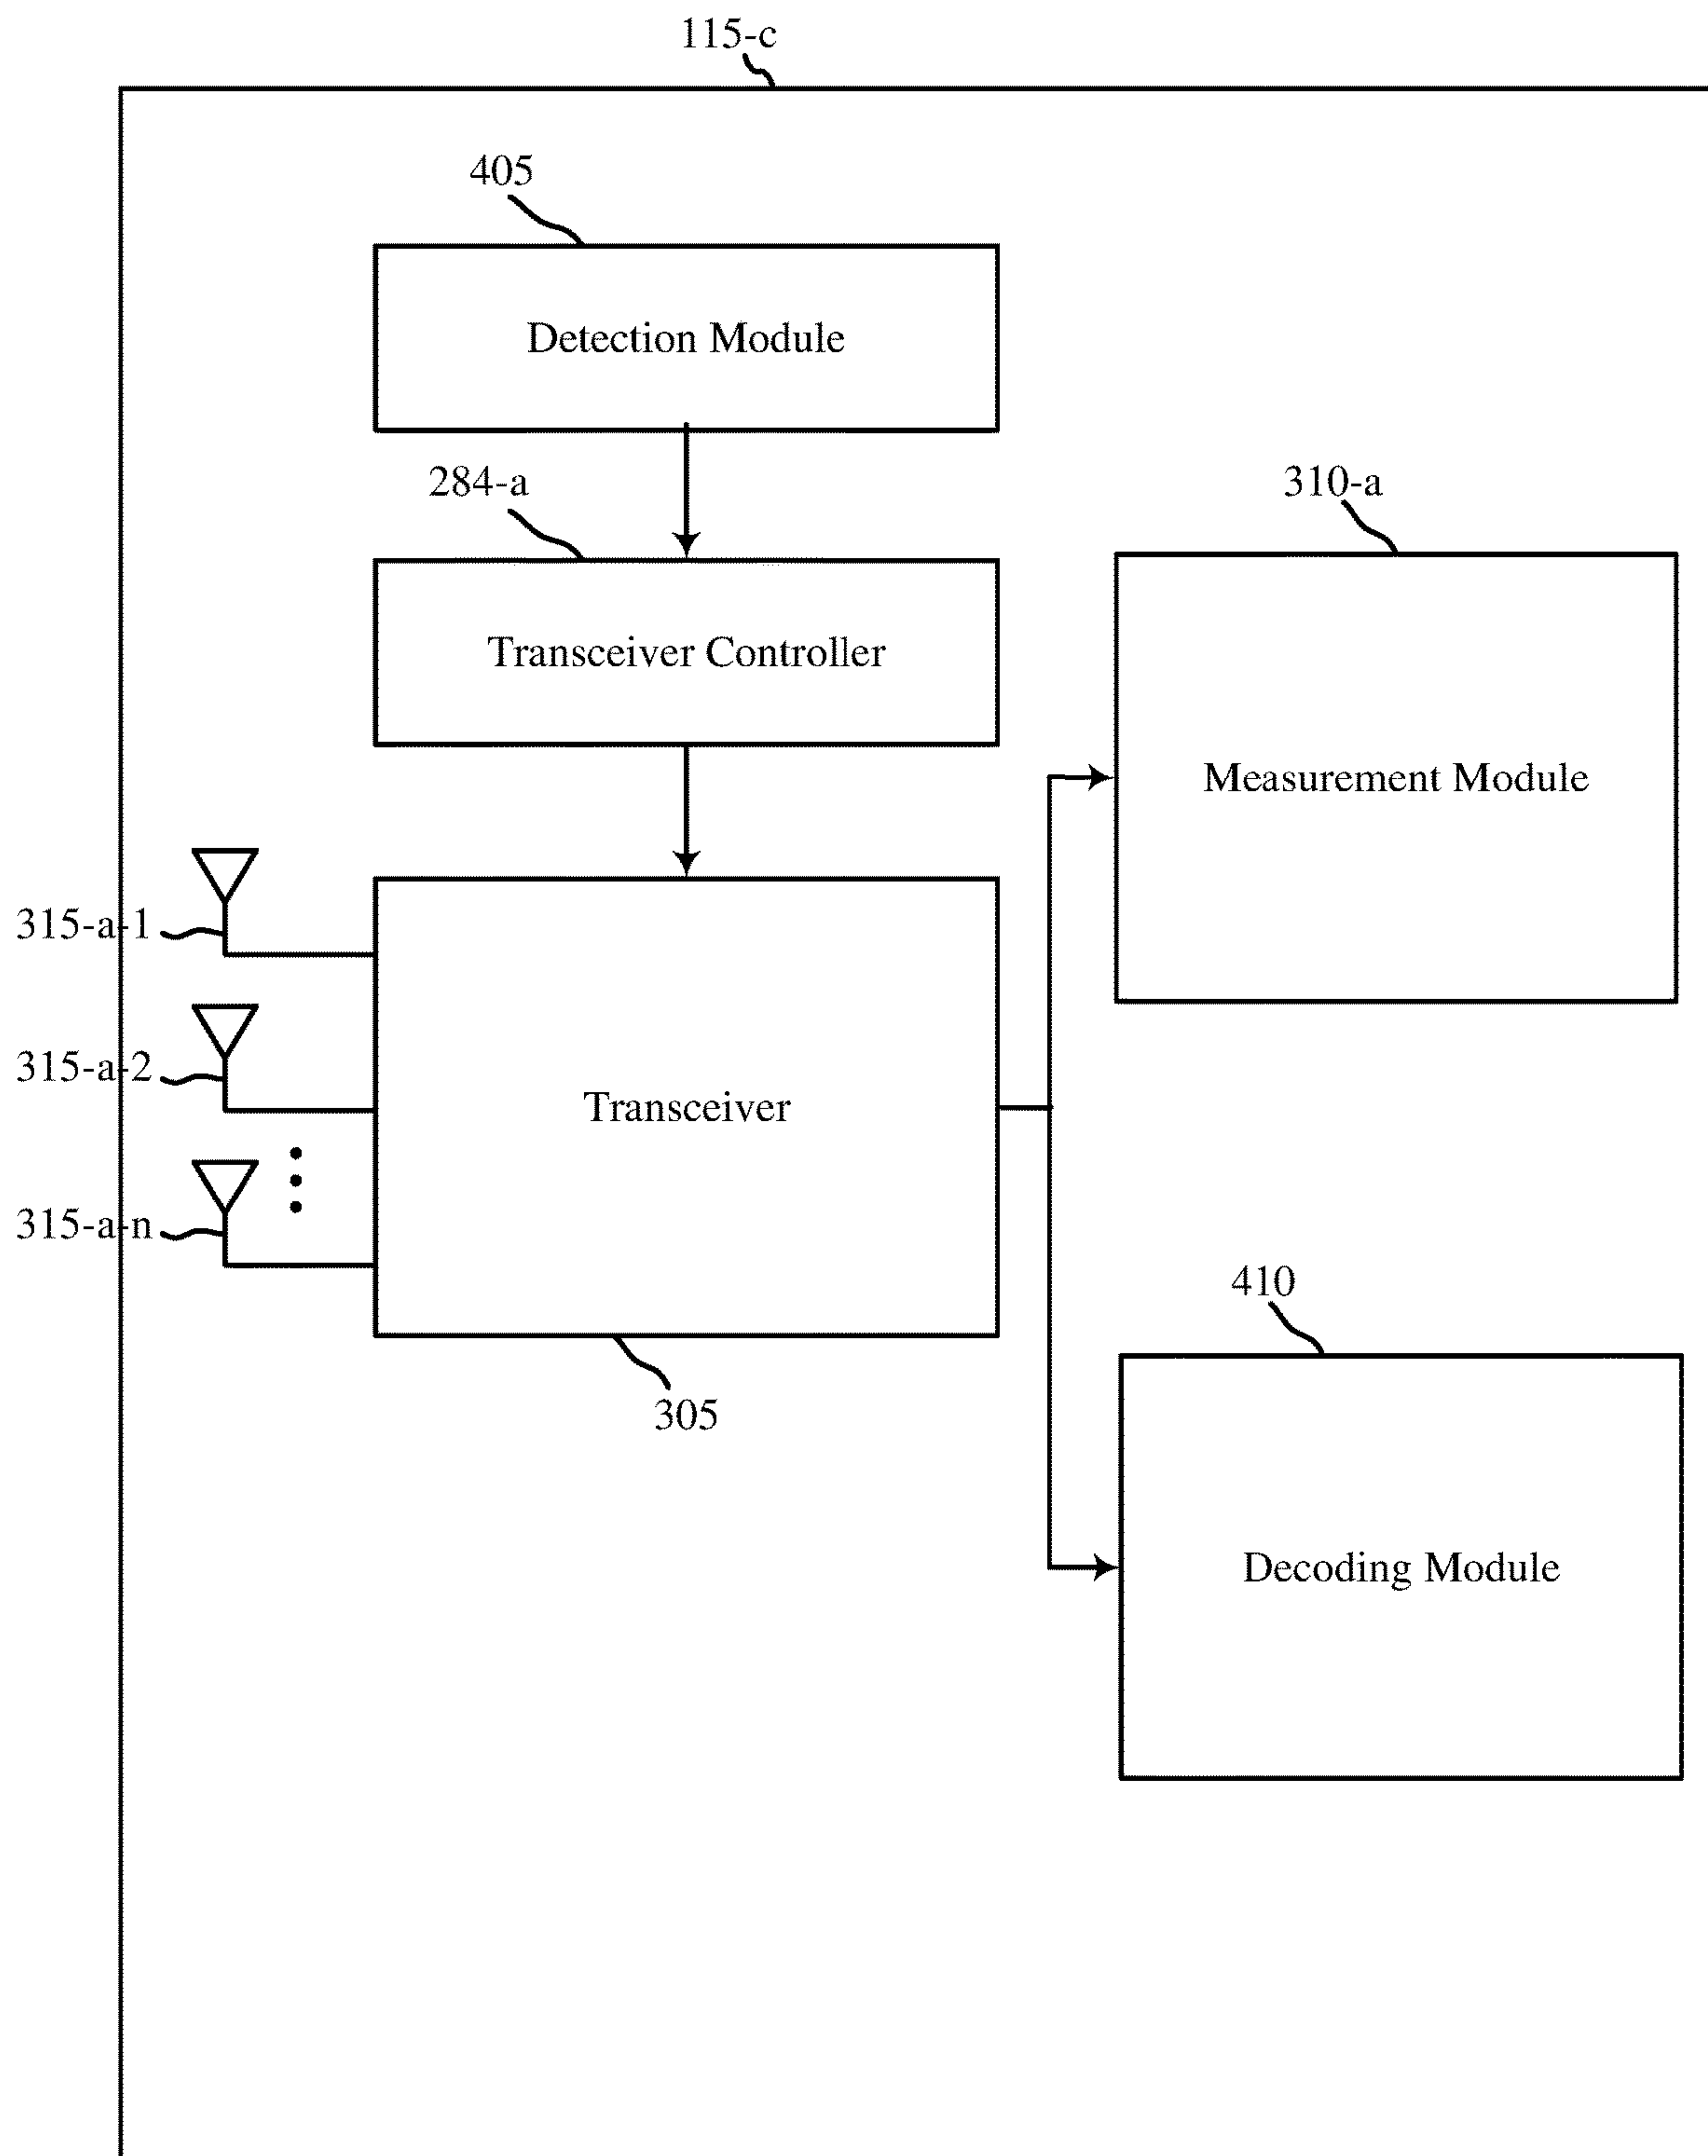 115-c
405
Detection Module
284-a
310-a
Transceiver Controller
Measurement Module
315-a-1
315-a-2
Transceiver
315-a-n
410
305
Decoding Module